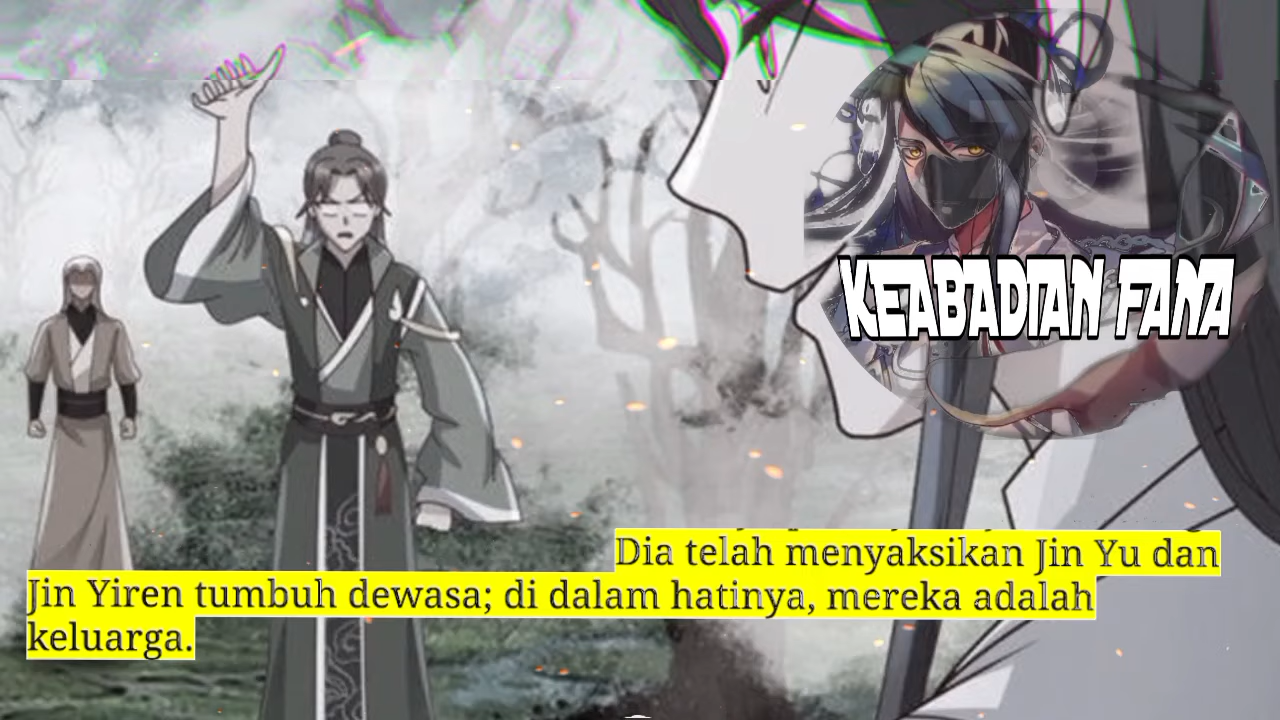 KEABADIAN FANA
Dia telah menyaksikan Jin Yu dan
Jin Yiren tumbuh dewasa; di dalam hatinya, mereka adalah
keluarga.